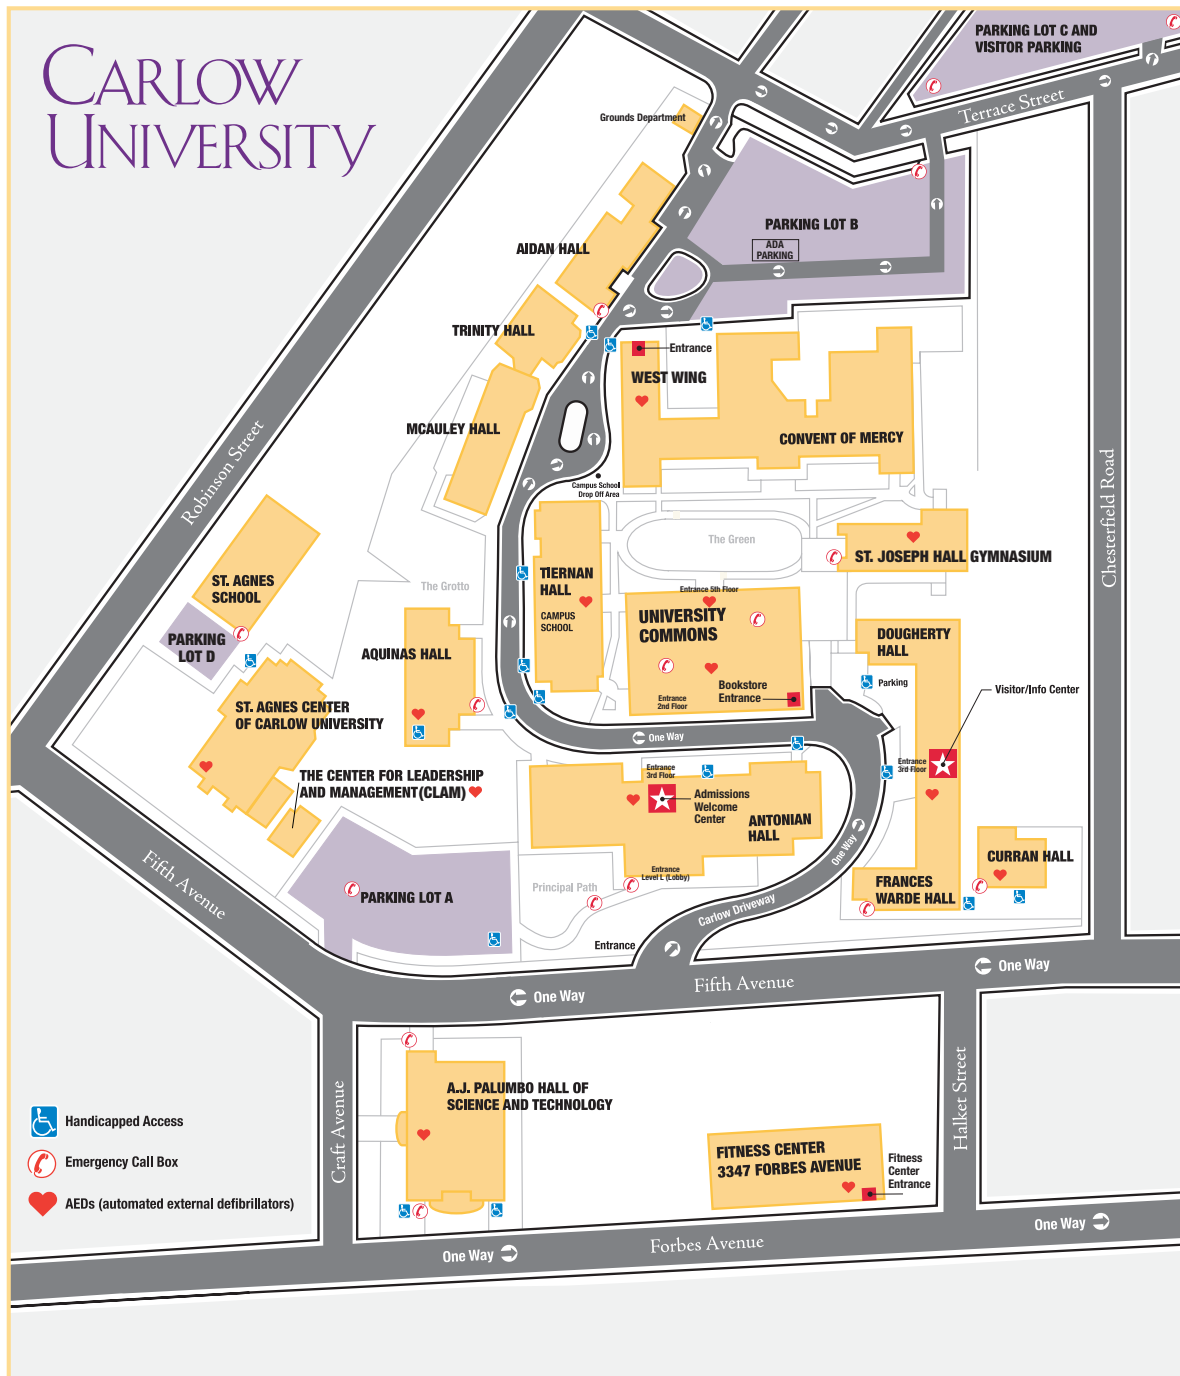 CARLOW
UNIVERSITY
PARKING LOT C AND
VISITOR PARKING
Terrace Street
Grounds Department
PARKING LOT B
ADA
PARKING
AIDAN HALL
TRINITY HALL
Entrance
WEST WING
MCAULEY HALL
CONVENT OF MERCY
Robinson Street
Chesterfield Road
Campus School
Drop Off Area
The Green
ST. JOSEPH HALL GYMNASIUM
ST. AGNES
SCHOOL
The Grotto
TIERNAN
HALL
CAMPUS
SCHOOL
Entrance 5th Floor
UNIVERSITY
COMMONS
DOUGHERTY
HALL
PARKING
LOT D
AQUINAS HALL
Parking
Visitor/Info Center
Bookstore
Entrance
Entrance
2nd Floor
ST. AGNES CENTER
OF CARLOW UNIVERSITY
One Way
Entrance
3rd Floor
Entrance
3rd Floor
THE CENTER FOR LEADERSHIP
AND MANAGEMENT (CLAM)
Admissions
Welcome
Center
ANTONIAN
HALL
One Way
CURRAN HALL
Entrance
Level L (Lobby)
FRANCES
WARDE HALL
Fifth Avenue
PARKING LOT A
Principal Path
Carlow Driveway
Entrance
One Way
Fifth Avenue
One Way
A.J. PALUMBO HALL OF
SCIENCE AND TECHNOLOGY
Craft Avenue
Halket Street
Handicapped Access
Emergency Call Box
AEDs (automated external defibrillators)
FITNESS CENTER
3347 FORBES AVENUE
Fitness
Center
Entrance
One Way
Forbes Avenue
One Way